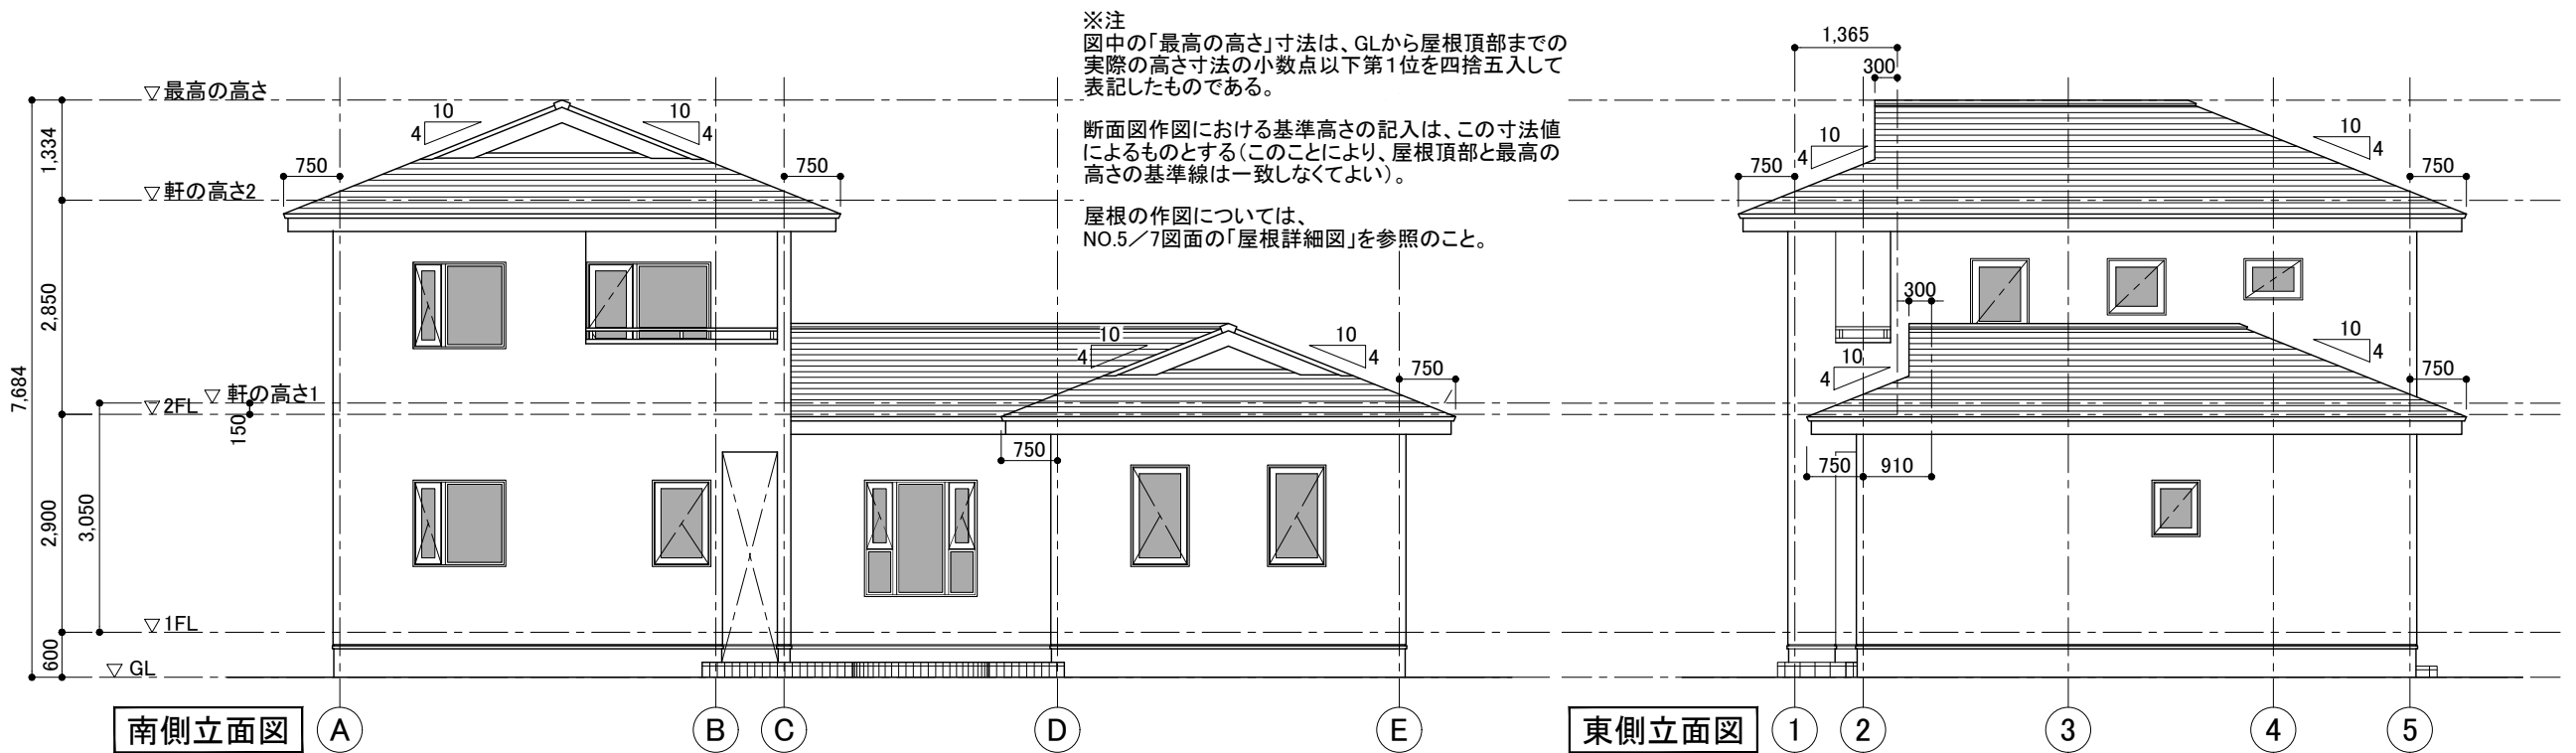 ※注
図中の「最高の高さ」寸法は、GLから屋根頂部までの
実際の高さ寸法の小数点以下第1位を四捨五入して
表記したものである。
断面図作図における基準高さの記入は、この寸法値
によるものとする(このことにより、屋根頂部と最高の
高さの基準線は一致しなくてよい)。
屋根の作図については、
NO.5／7図面の「屋根詳細図」を参照のこと。
▽最高の高さ
▽軒の高さ2
▽軒の高さ1
▽2FL
▽1FL
▽GL
7,684
1,334
2,850
2,900
600
3,050
150
750
10
4
10
4
750
10
4
10
4
750
750
南側立面図
A
B
C
D
E
1,365
300
10
4
750
10
4
750
300
10
4
10
4
750
750
910
東側立面図
1
2
3
4
5